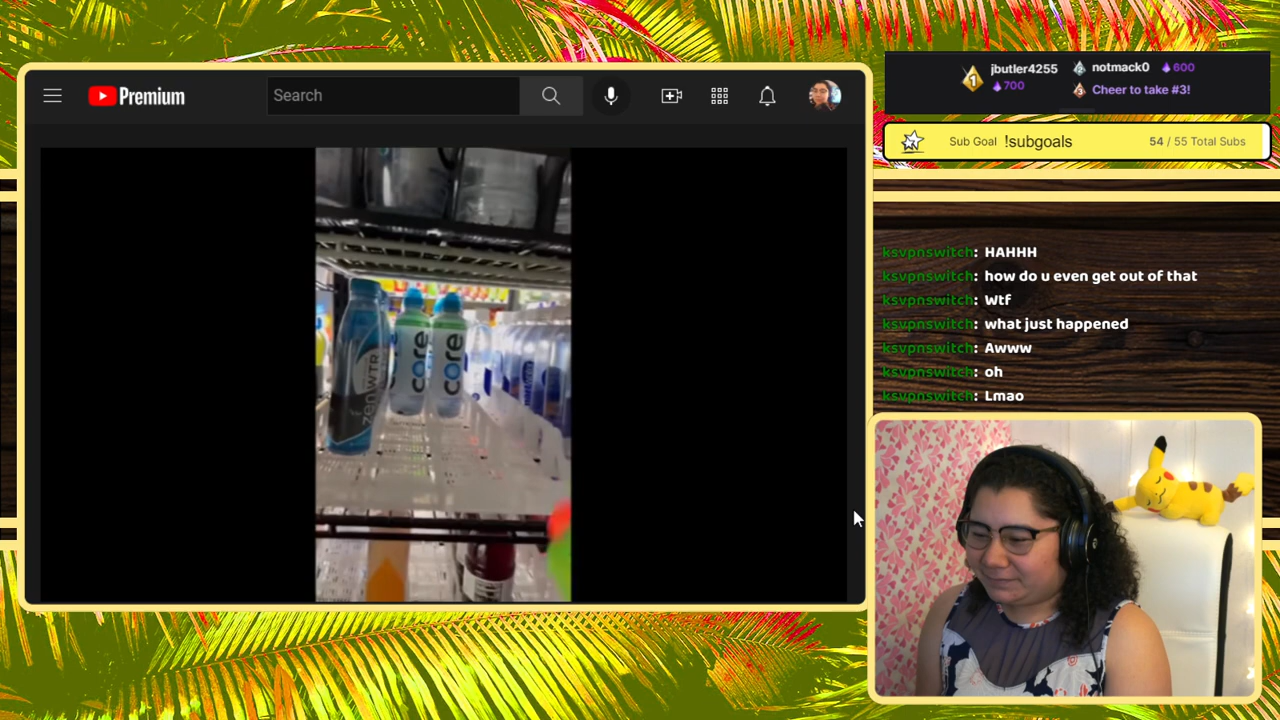 Premium
Search
jbutler4255
700
notmack0 600
Cheer to take #3!
Sub Goal !subgoals 54 / 55 Total Subs
ksvpnswitch: HAHHH
ksvpnswitch: how do u even get out of that
ksvpnswitch: Wtf
ksvpnswitch: what just happened
ksvpnswitch: Awww
ksvpnswitch: oh
ksvpnswitch: Lmao
zenWTR
core
core